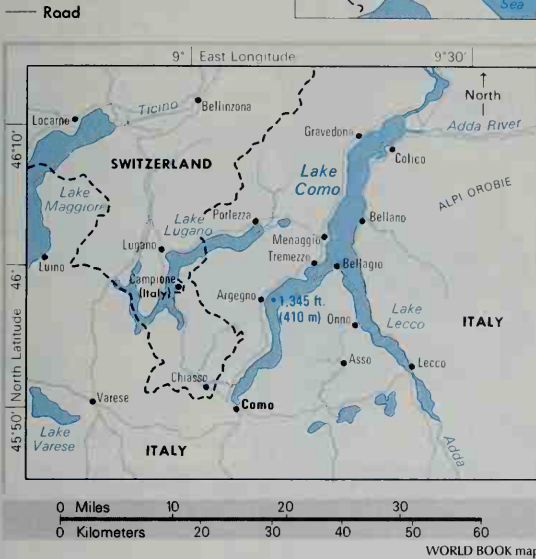 Road
Sea
9° East Longitude 9°30'
North
Locarno
Ticino
Bellinzona
Gravedona
Adda River
46°10'
Colico
SWITZERLAND
Lake
Como
ALPI OROBIE
Lake
Maggiore
Lake
Lugano
Porlezza
Bellano
Menaggio
Lugano
Tremezzo
46°
Luino
Bellagio
Campione
(Italy)
Argegno
1,345 ft.
(410 m)
Lake
Lecco
Onno
ITALY
North Latitude
Asso
Lecco
Chiasso
Varese
Como
45°50'
Lake
Varese
ITALY
Adda
0 Miles 10 20 30
0 Kilometers 20 30 40 50 60
WORLD BOOK map